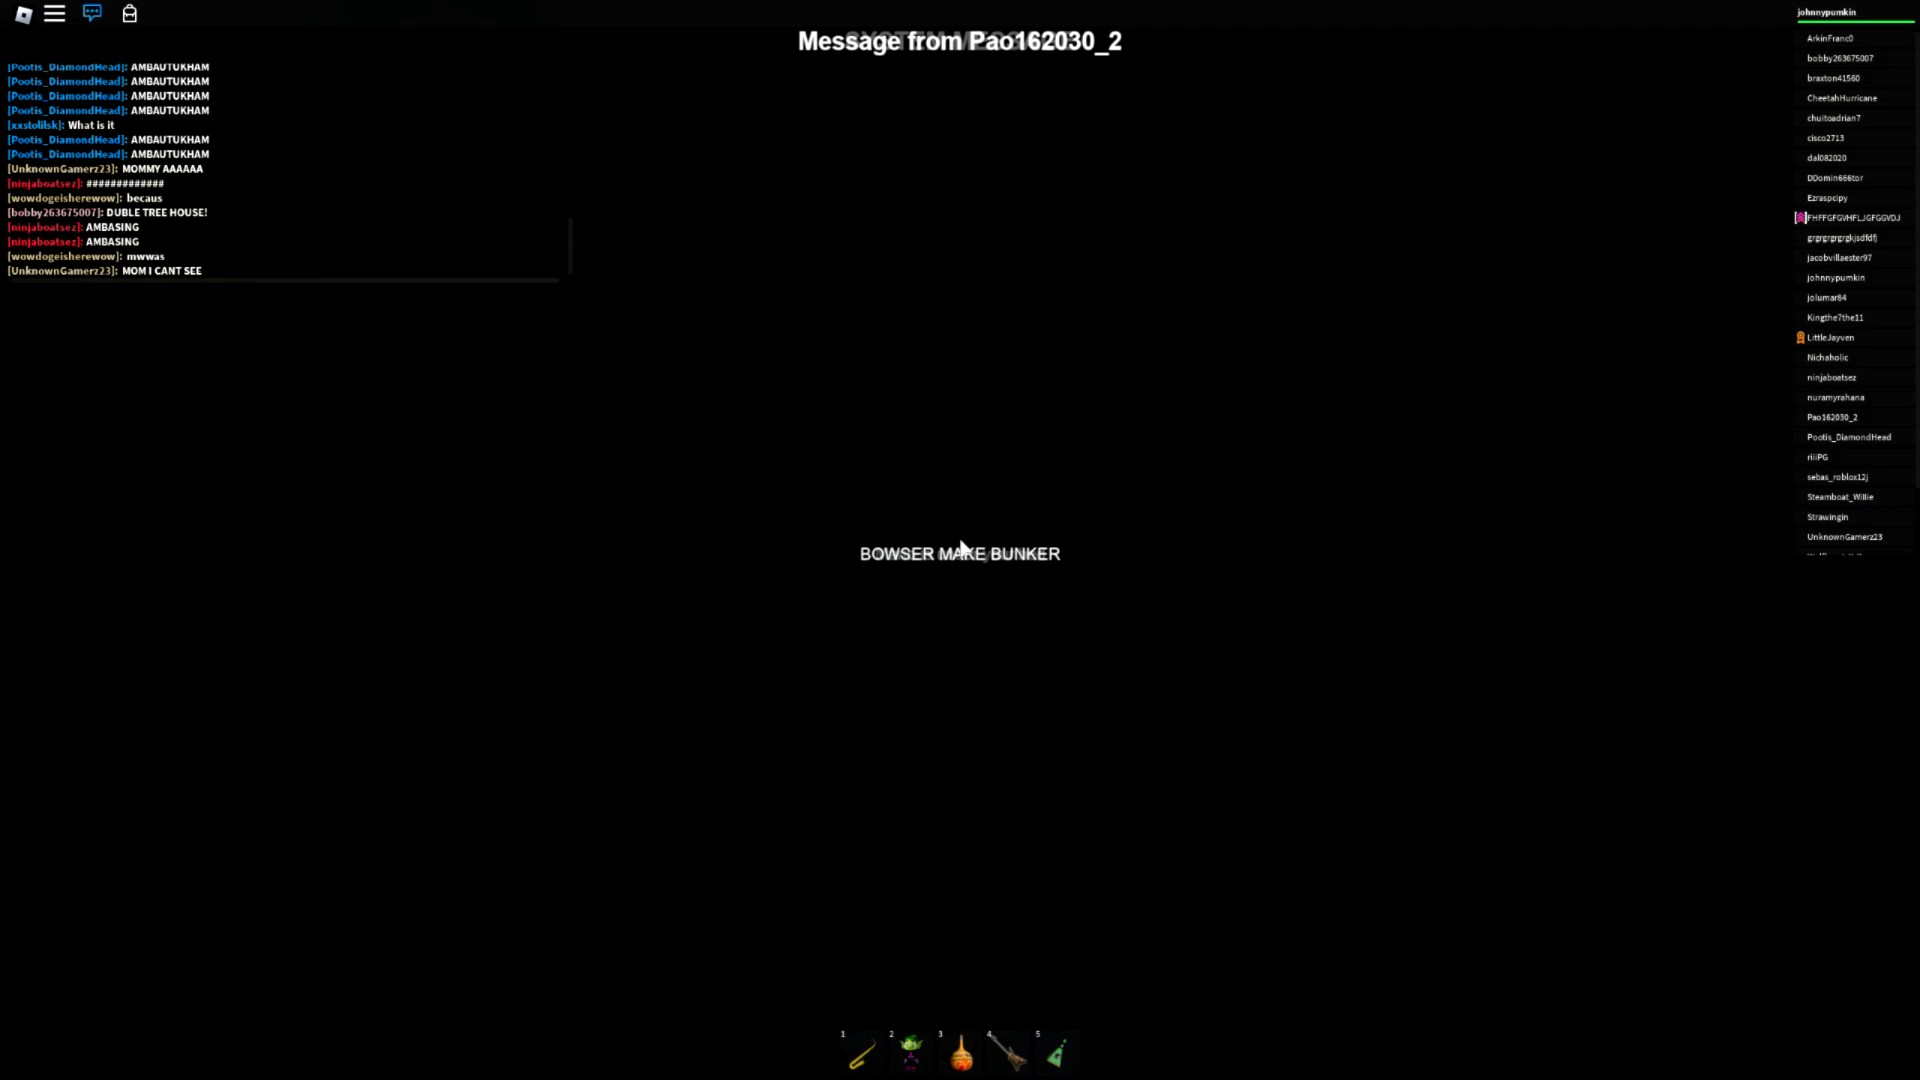 Message from Pao162030_2
[Pootis_DiamondHead]: AMBAUTUKHAM
[Pootis_DiamondHead]: AMBAUTUKHAM
[Pootis_DiamondHead]: AMBAUTUKHAM
[Pootis_DiamondHead]: AMBAUTUKHAM
[xxstolilsk]: What is it
[Pootis_DiamondHead]: AMBAUTUKHAM
[Pootis_DiamondHead]: AMBAUTUKHAM
[UnknownGamerz23]: MOMMY AAAAAA
[ninjaboatsez]: #############
[wowdogeisherewow]: becaus
[bobby263675007]: DUBLE TREE HOUSE!
[ninjaboatsez]: AMBASING
[ninjaboatsez]: AMBASING
[wowdogeisherewow]: mwwas
[UnknownGamerz23]: MOM I CANT SEE
BOWSER MAKE BUNKER
johnnypumkin
ArkinFranc0
bobby263675007
braxton41560
CheetahHurricane
chuitoadrian7
cisco2713
dal082020
DDomin666tor
Ezraspcipy
FHFFGFGVHFLJGFGGVDJ
grgrgrgrgrgkjsdfdfj
jacobvillaester97
johnnypumkin
jolumar84
Kingthe7the11
LittleJayven
Nichaholic
ninjaboatsez
nuramyrahana
Pao162030_2
Pootis_DiamondHead
riiiPG
sebas_roblox12j
Steamboat_Willie
Strawingin
UnknownGamerz23
1 2 3 4 5